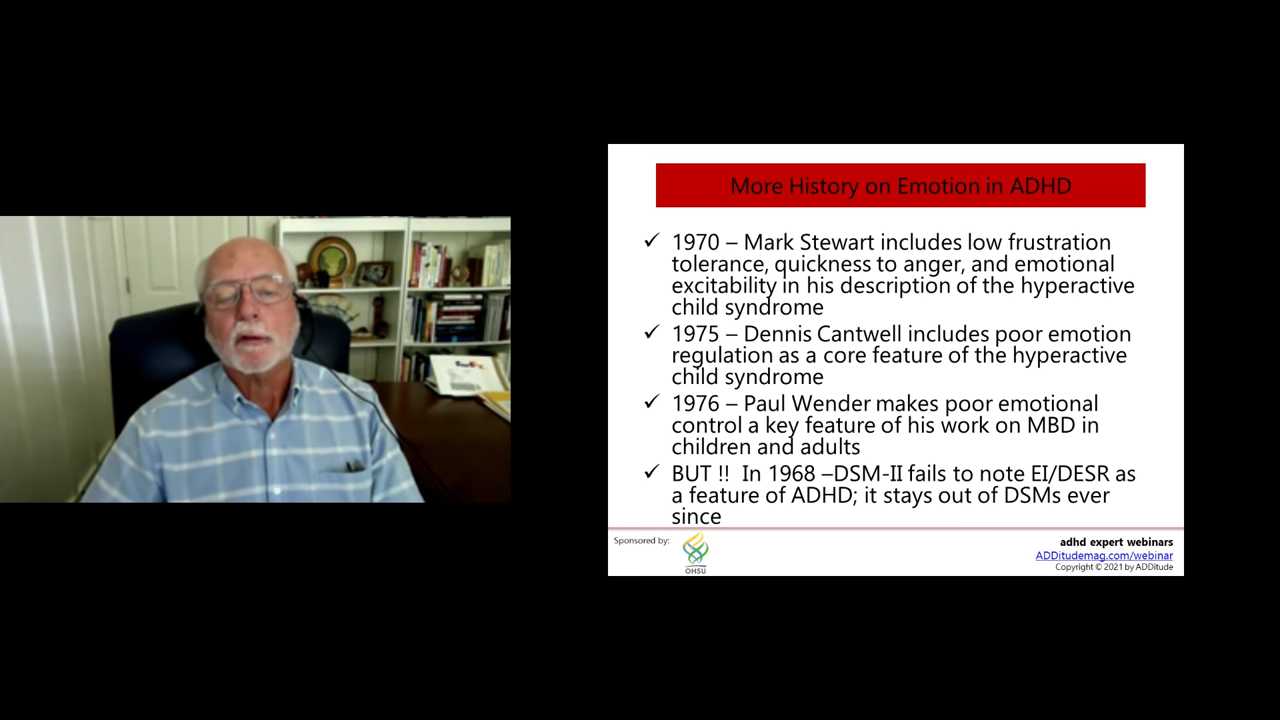 More History on Emotion in ADHD
✓ 1970 – Mark Stewart includes low frustration
tolerance, quickness to anger, and emotional
excitability in his description of the hyperactive
child syndrome
✓ 1975 – Dennis Cantwell includes poor emotion
regulation as a core feature of the hyperactive
child syndrome
✓ 1976 – Paul Wender makes poor emotional
control a key feature of his work on MBD in
children and adults
✓ BUT !! In 1968 –DSM-II fails to note EI/DESR as
a feature of ADHD; it stays out of DSMs ever
since
Sponsored by:
OHSU
adhd expert webinars
ADDitudemag.com/webinar
Copyright © 2021 by ADDitude